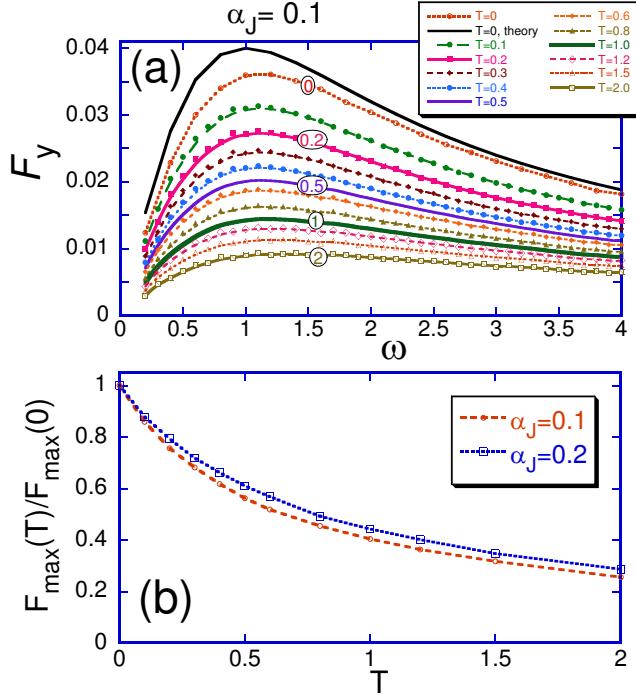 α_J= 0.1
(a)
T=0
T=0, theory
T=0.1
T=0.2
T=0.3
T=0.4
T=0.5
T=0.6
T=0.8
T=1.0
T=1.2
T=1.5
T=2.0
0.04
0.03
0.02
0.01
0
F_y
0
0.2
0.5
1
2
0 0.5 1 1.5 2 2.5 3 3.5 4
ω
1
0.8
0.6
0.4
0.2
0
F_max(T)/F_max(0)
α_J=0.1
α_J=0.2
(b)
0 0.5 1 1.5 2
T